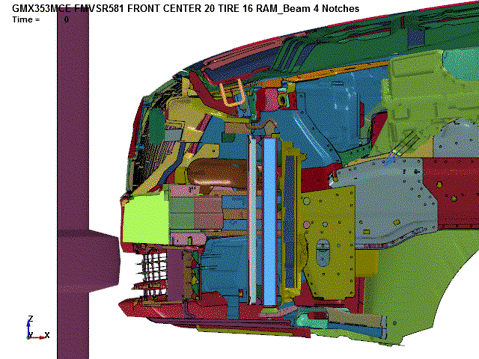 GMX353MCE FMVSR581 FRONT CENTER 20 TIRE 16 RAM_Beam 4 Notches
Time = 0
Z
Y X